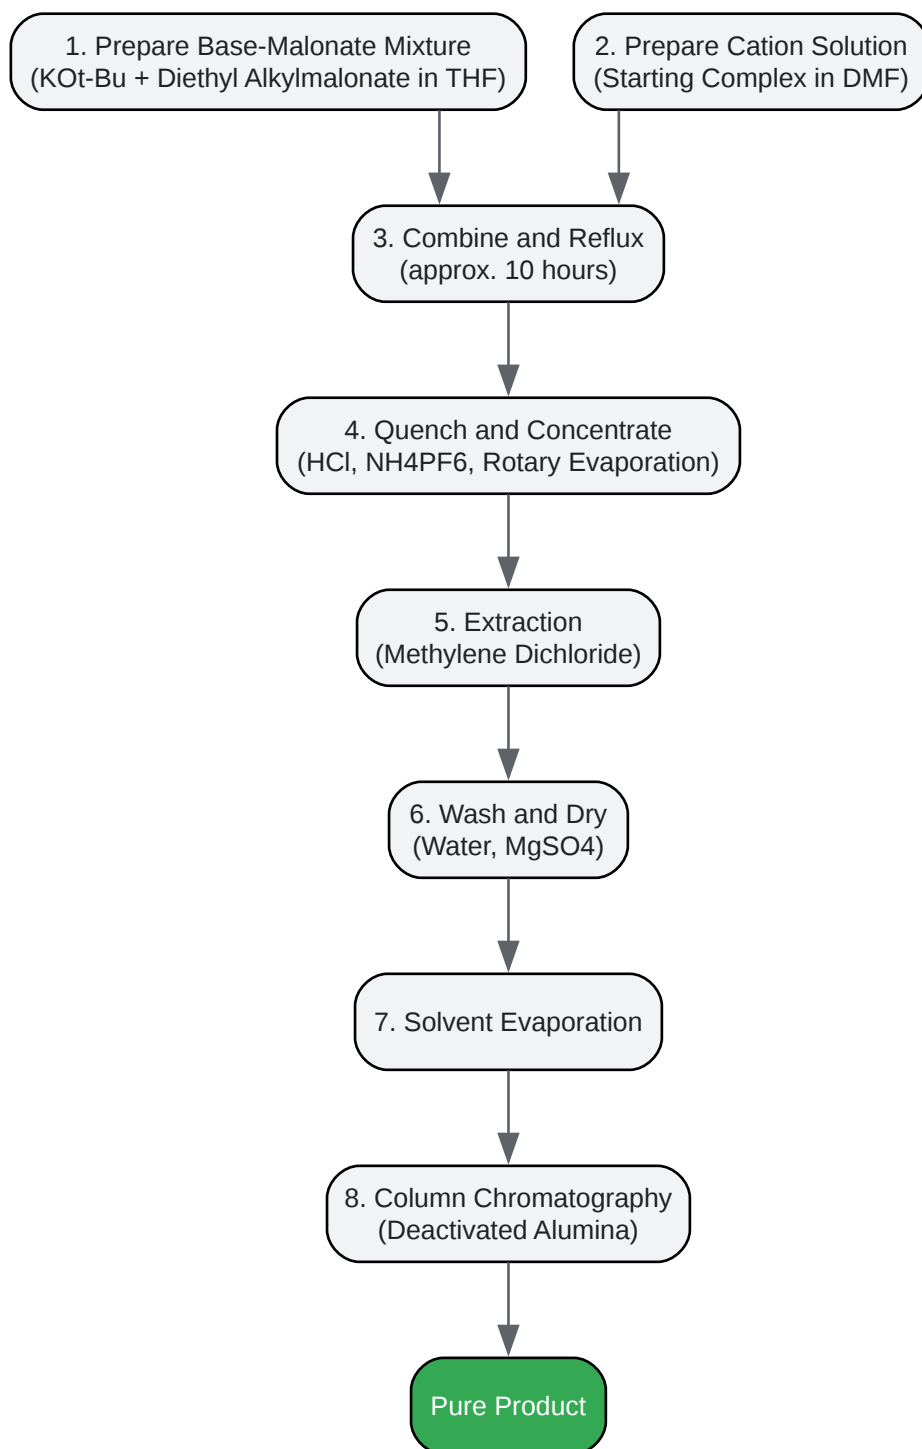 1. Prepare Base-Malonate Mixture
(KOt-Bu + Diethyl Alkylmalonate in THF)
2. Prepare Cation Solution
(Starting Complex in DMF)
3. Combine and Reflux
(approx. 10 hours)
4. Quench and Concentrate
(HCl, NH4PF6, Rotary Evaporation)
5. Extraction
(Methylene Dichloride)
6. Wash and Dry
(Water, MgSO4)
7. Solvent Evaporation
8. Column Chromatography
(Deactivated Alumina)
Pure Product